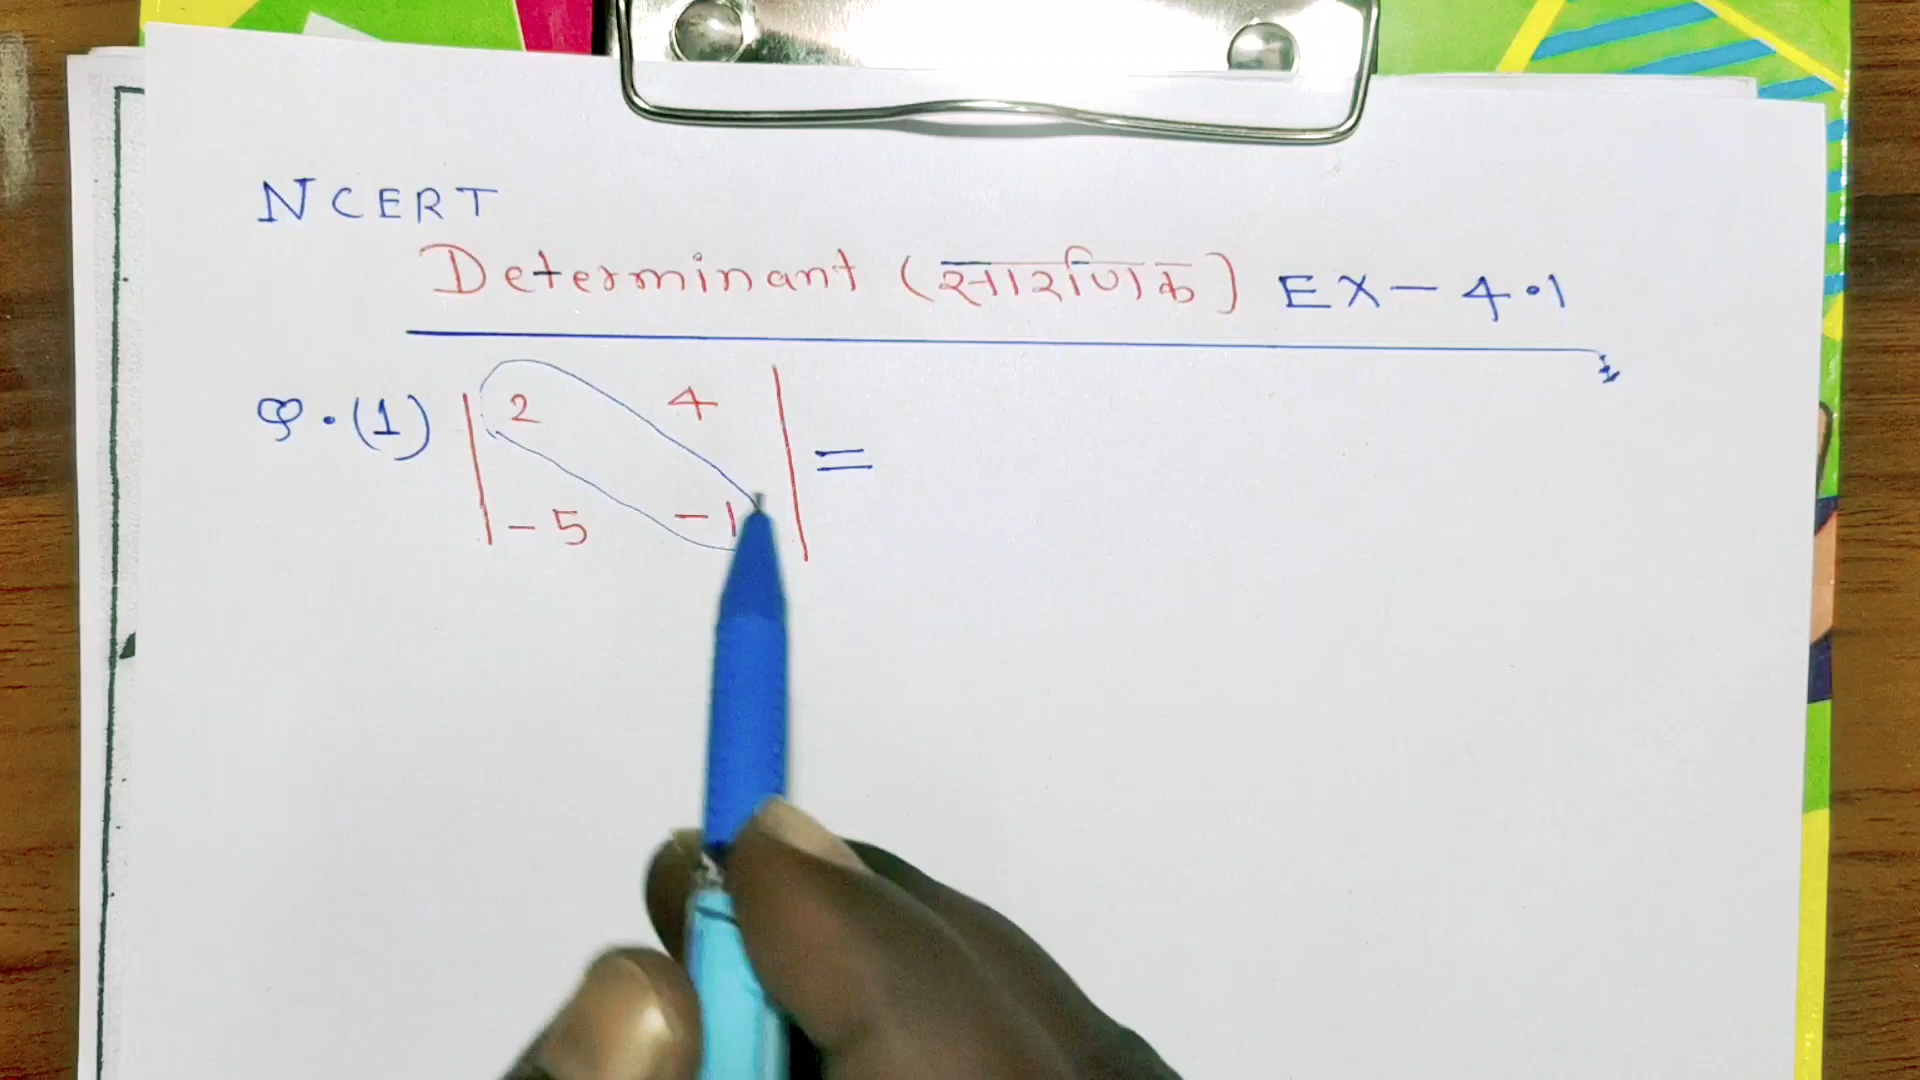 NCERT
Determinant (सारणिक) EX-4.1
Q.(1) | 2 4 | =
| -5 -1 |